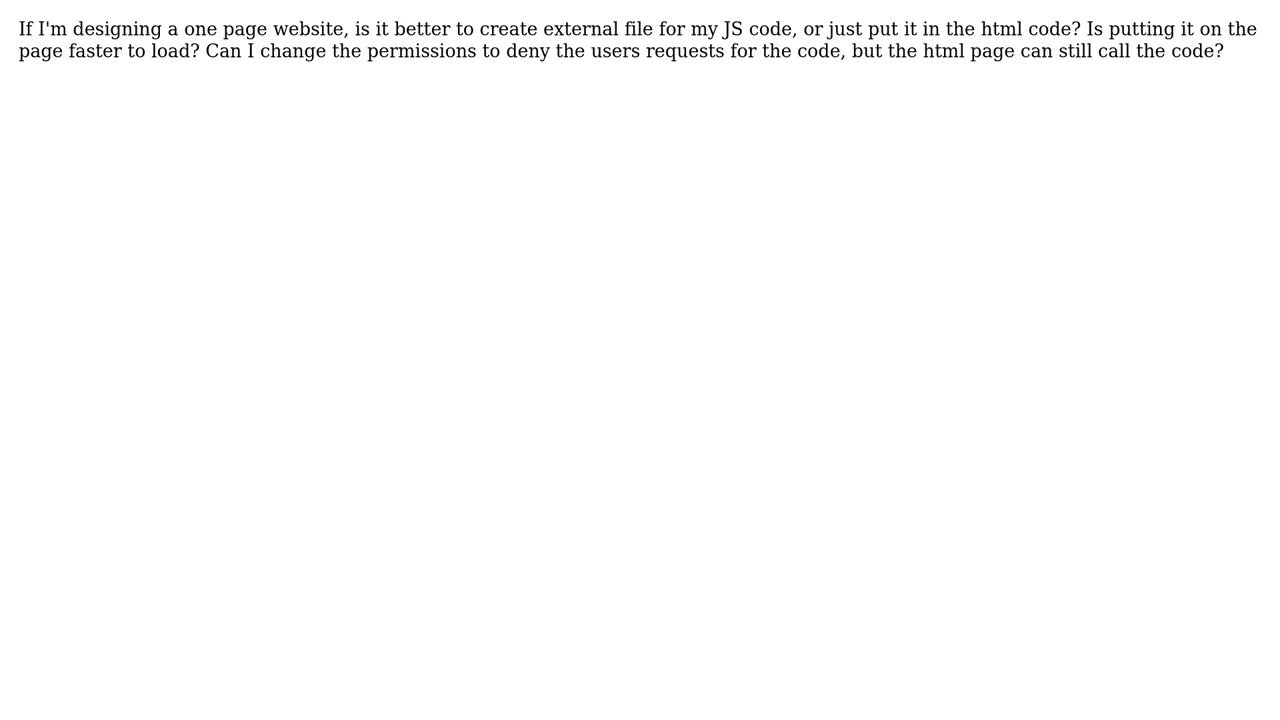 If I'm designing a one page website, is it better to create external file for my JS code, or just put it in the html code? Is putting it on the
page faster to load? Can I change the permissions to deny the users requests for the code, but the html page can still call the code?